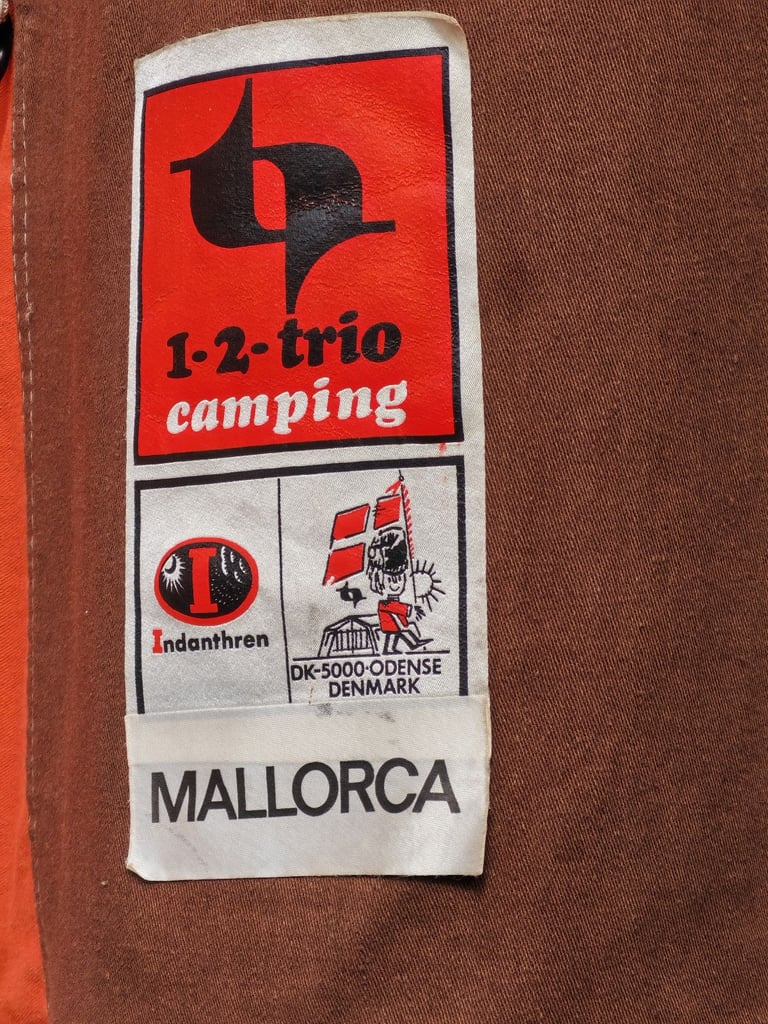 1-2-trio
camping
I
Indanthren
DK-5000·ODENSE
DENMARK
MALLORCA